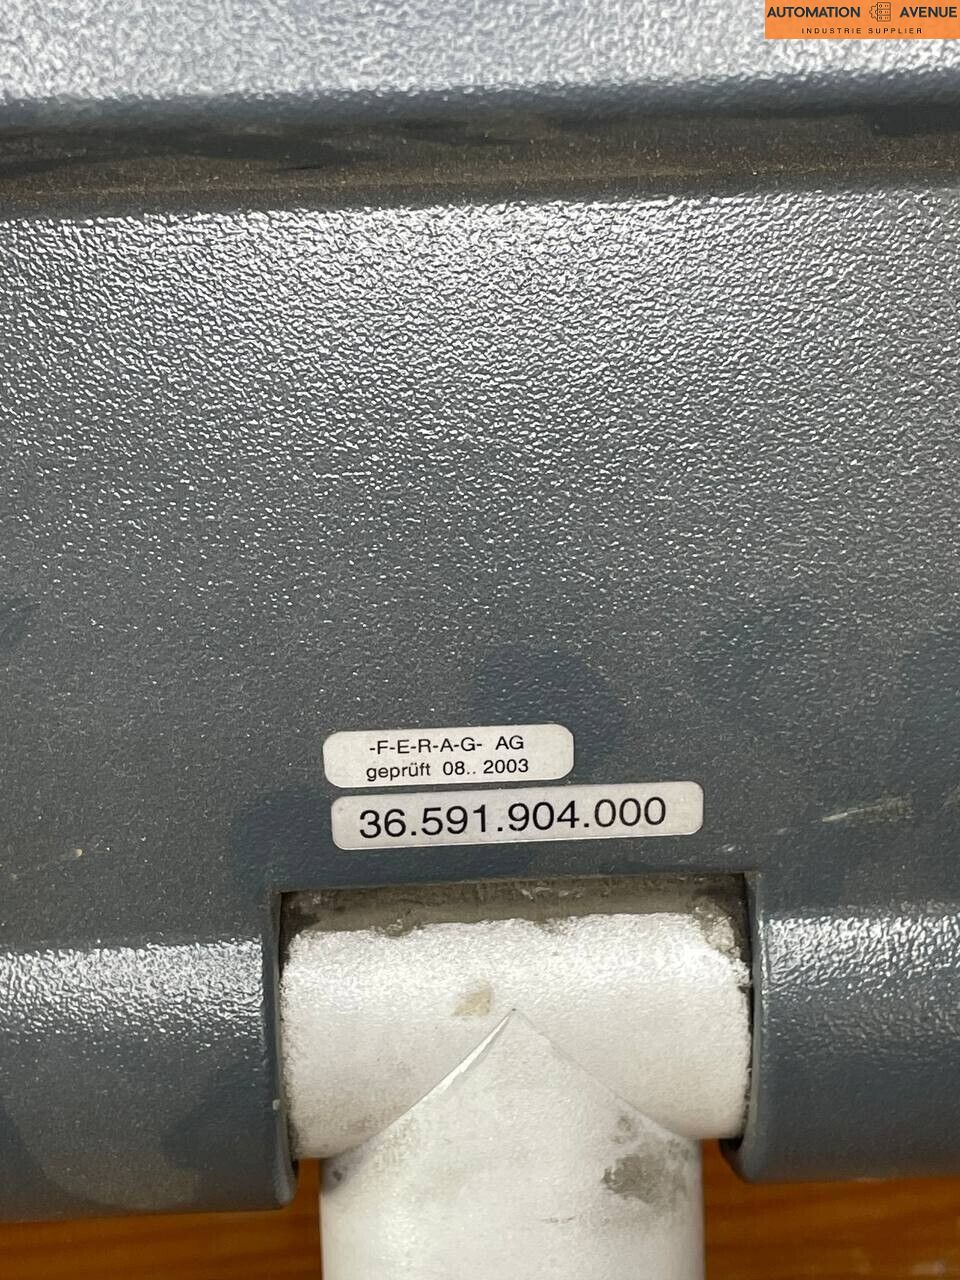 AUTOMATION AVENUE
INDUSTRIE SUPPLIER
-F-E-R-A-G- AG
geprüft 08.. 2003
36.591.904.000